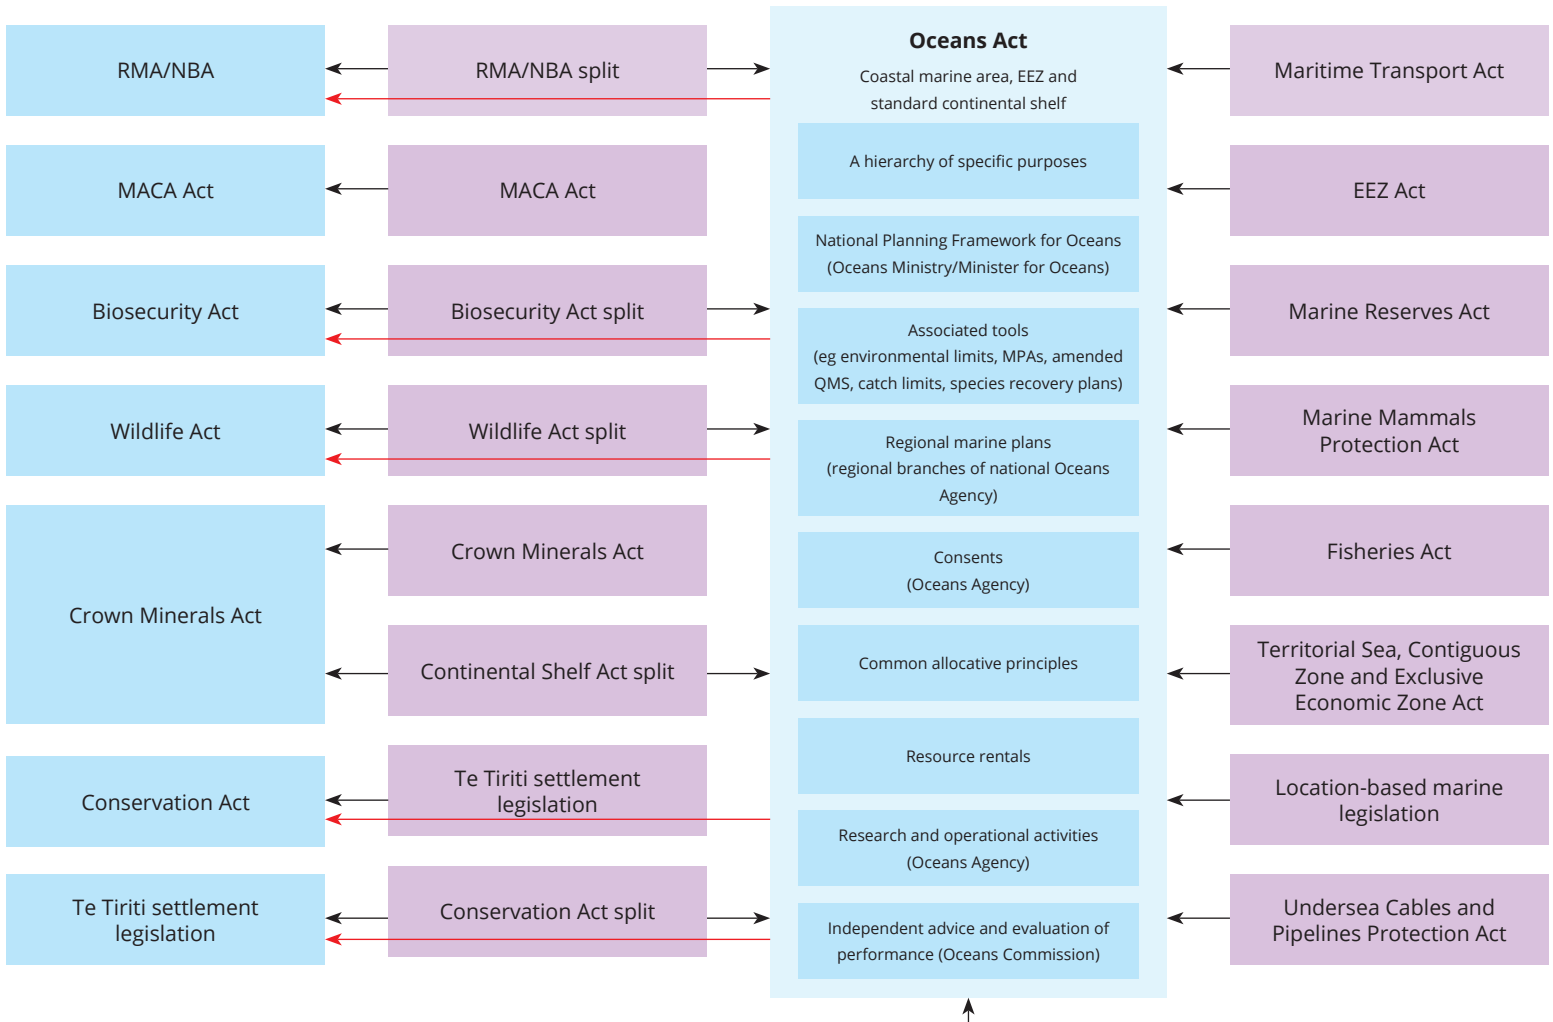 RMA/NBA
MACA Act
Biosecurity Act
Wildlife Act
Crown Minerals Act
Conservation Act
Te Tiriti settlement
legislation
RMA/NBA split
MACA Act
Biosecurity Act split
Wildlife Act split
Crown Minerals Act
Continental Shelf Act split
Te Tiriti settlement
legislation
Conservation Act split
Oceans Act
Coastal marine area, EEZ and
standard continental shelf
A hierarchy of specific purposes
National Planning Framework for Oceans
(Oceans Ministry/Minister for Oceans)
Associated tools
(eg environmental limits, MPAs, amended
QMS, catch limits, species recovery plans)
Regional marine plans
(regional branches of national Oceans
Agency)
Consents
(Oceans Agency)
Common allocative principles
Resource rentals
Research and operational activities
(Oceans Agency)
Independent advice and evaluation of
performance (Oceans Commission)
Maritime Transport Act
EEZ Act
Marine Reserves Act
Marine Mammals
Protection Act
Fisheries Act
Territorial Sea, Contiguous
Zone and Exclusive
Economic Zone Act
Location-based marine
legislation
Undersea Cables and
Pipelines Protection Act